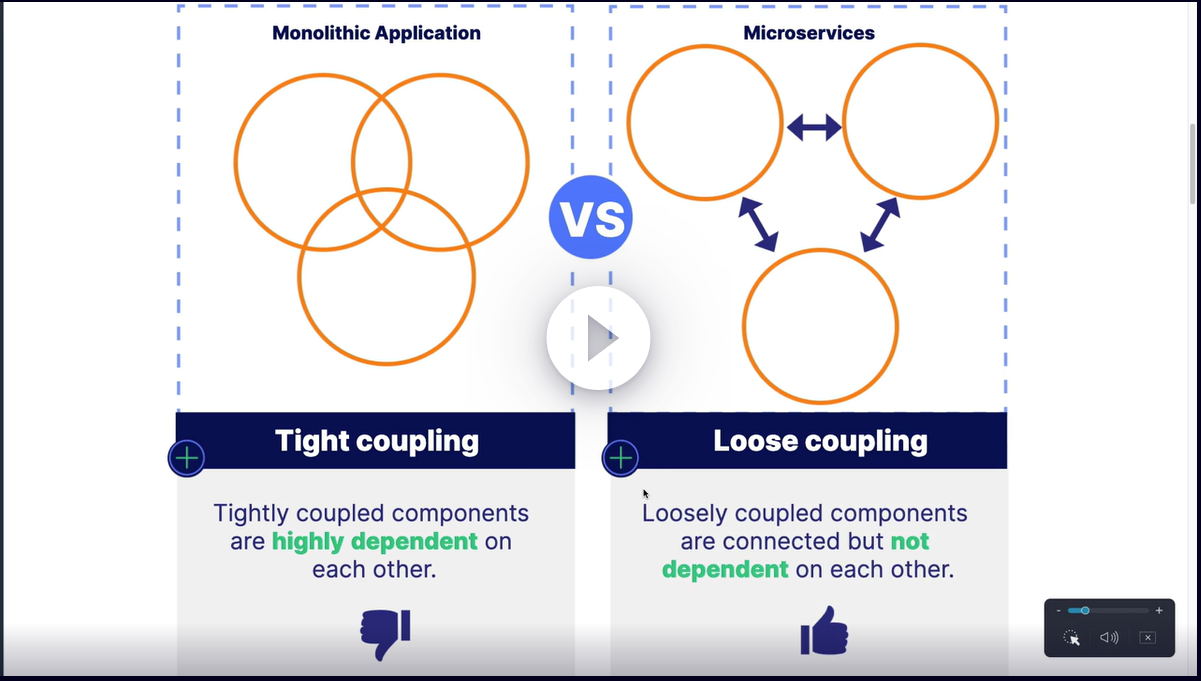 Monolithic Application
Microservices
VS
Tight coupling
Loose coupling
Tightly coupled components
are highly dependent on
each other.
Loosely coupled components
are connected but not
dependent on each other.
- +